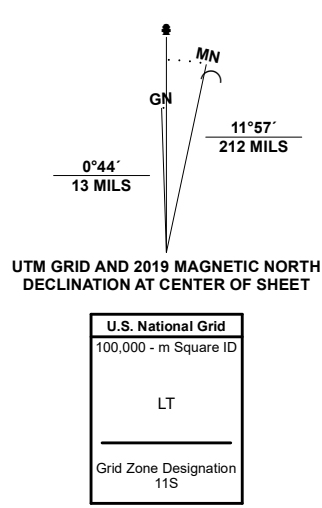 MN
GN
11°57´
212 MILS
0°44´
13 MILS
UTM GRID AND 2019 MAGNETIC NORTH
DECLINATION AT CENTER OF SHEET
U.S. National Grid
100,000 - m Square ID
LT
Grid Zone Designation
11S